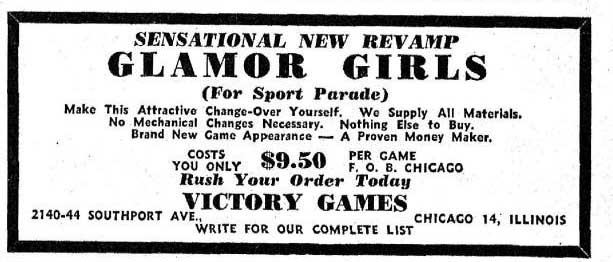 SENSATIONAL NEW REVAMP
GLAMOR GIRLS
(For Sport Parade)
Make This Attractive Change-Over Yourself. We Supply All Materials.
No Mechanical Changes Necessary. Nothing Else to Buy.
Brand New Game Appearance — A Proven Money Maker.
COSTS YOU ONLY $9.50 PER GAME F. O. B. CHICAGO
Rush Your Order Today
VICTORY GAMES
2140-44 SOUTHPORT AVE., CHICAGO 14, ILLINOIS
WRITE FOR OUR COMPLETE LIST